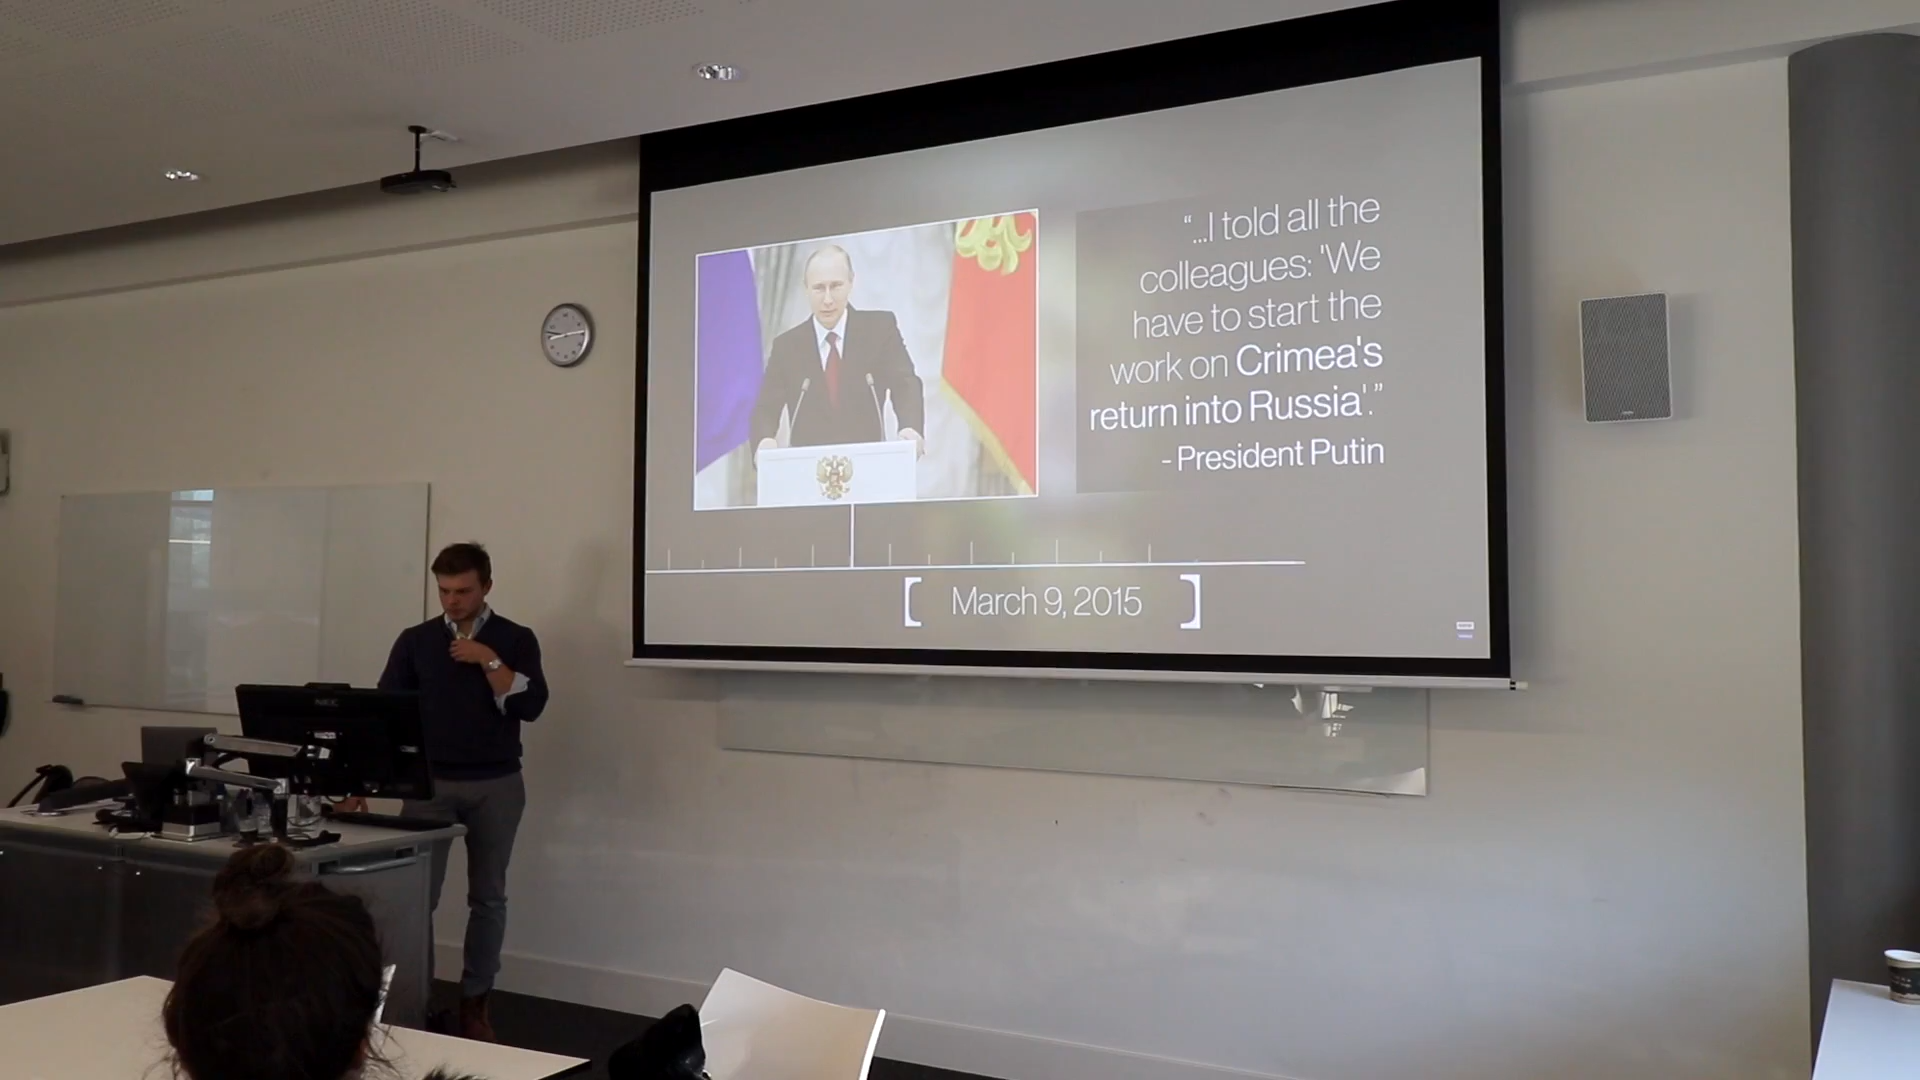 “...I told all the
colleagues: 'We
have to start the
work on Crimea's
return into Russia'.”
- President Putin
[ March 9, 2015 ]
NEC